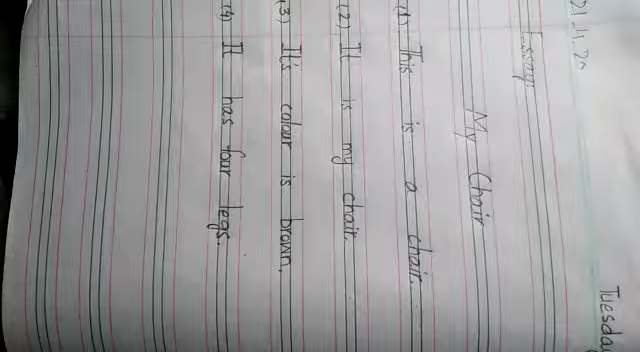 21.4.20 Tuesday
Essay:
My Chair
(1) This is a chair.
(2) It is my chair.
(3) It's colour is brown.
(4) It has four legs.